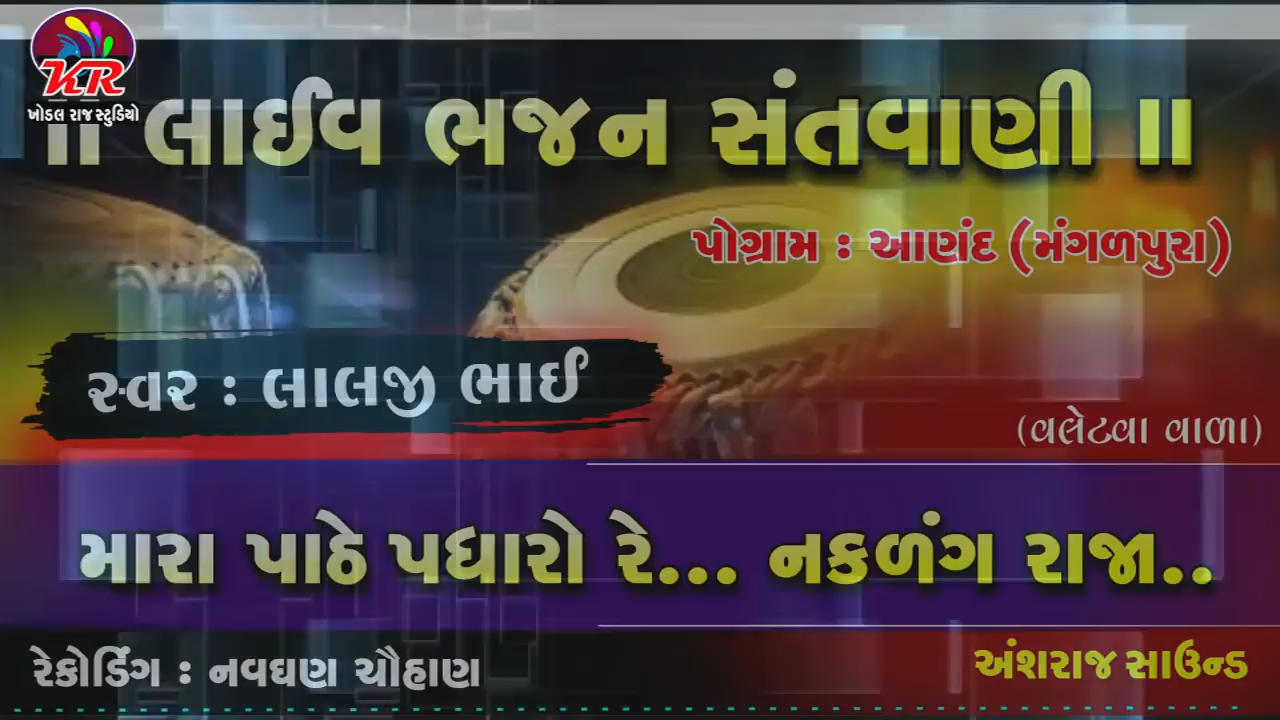 KR
ખોડલ રાજ સ્ટુડિયો
॥ લાઈવ ભજન સંતવાણી ॥
પોગ્રામ : આણંદ (મંગળપુરા)
સ્વર : લાલજી ભાઈ
(વલેટવા વાળા)
મારા પાઠે પધારો રે... નકળંગ રાજા..
રેકોર્ડિંગ : નવઘણ ચૌહાણ
અંશરાજ સાઉન્ડ